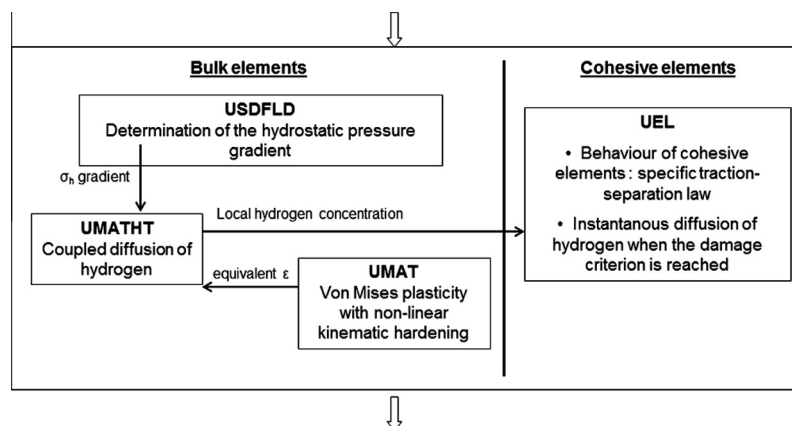 Bulk elements
USDFLD
Determination of the hydrostatic pressure
gradient
σh gradient
UMATHT
Coupled diffusion of
hydrogen
Local hydrogen concentration
equivalent ε
UMAT
Von Mises plasticity
with non-linear
kinematic hardening
Cohesive elements
UEL
• Behaviour of cohesive
elements : specific traction-
separation law
• Instantanous diffusion of
hydrogen when the damage
criterion is reached